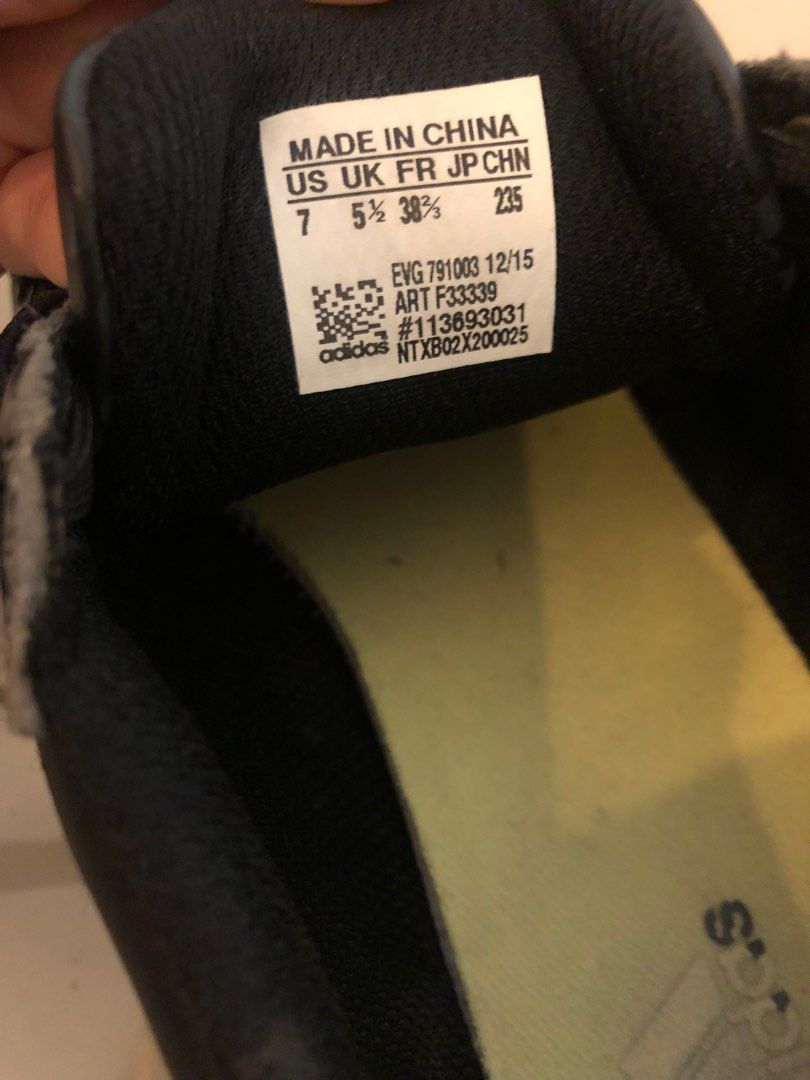 MADE IN CHINA
US UK FR JP CHN
7 5½ 38⅔ 235
EVG 791003 12/15
ART F33339
#113693031
NTXB02X200025
adidas
adidas